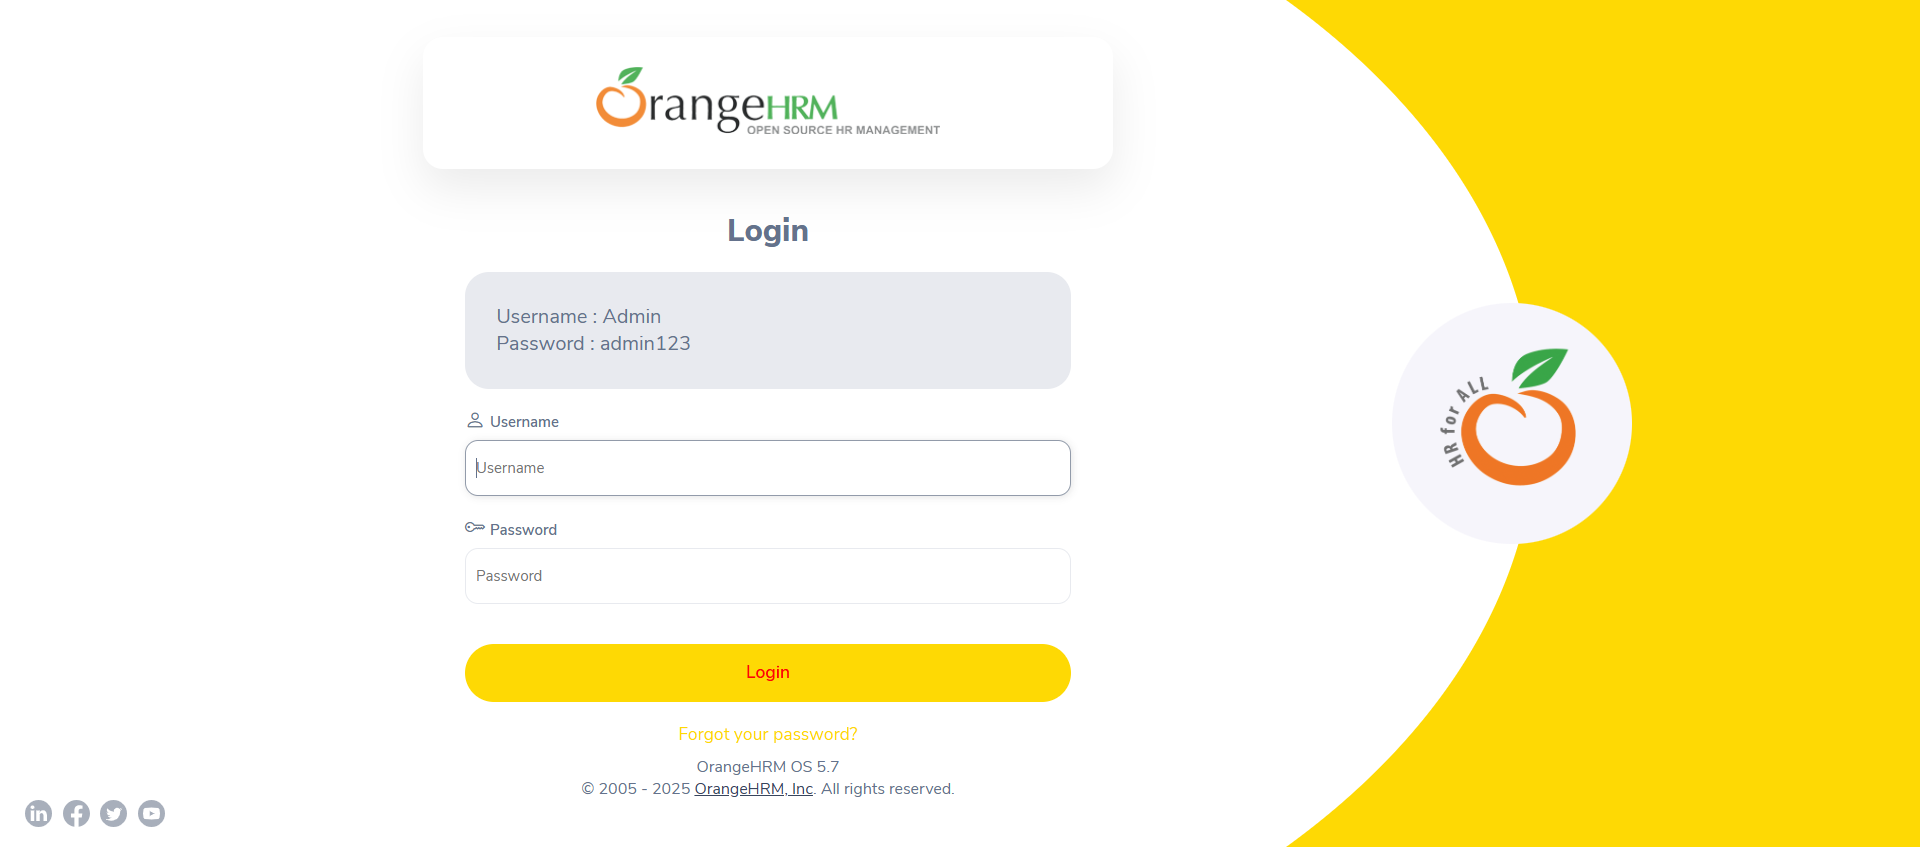 OrangeHRM
OPEN SOURCE HR MANAGEMENT
Login
Username : Admin
Password : admin123
Username
Username
Password
Password
Login
Forgot your password?
OrangeHRM OS 5.7
© 2005 - 2025 OrangeHRM, Inc. All rights reserved.
HR for ALL